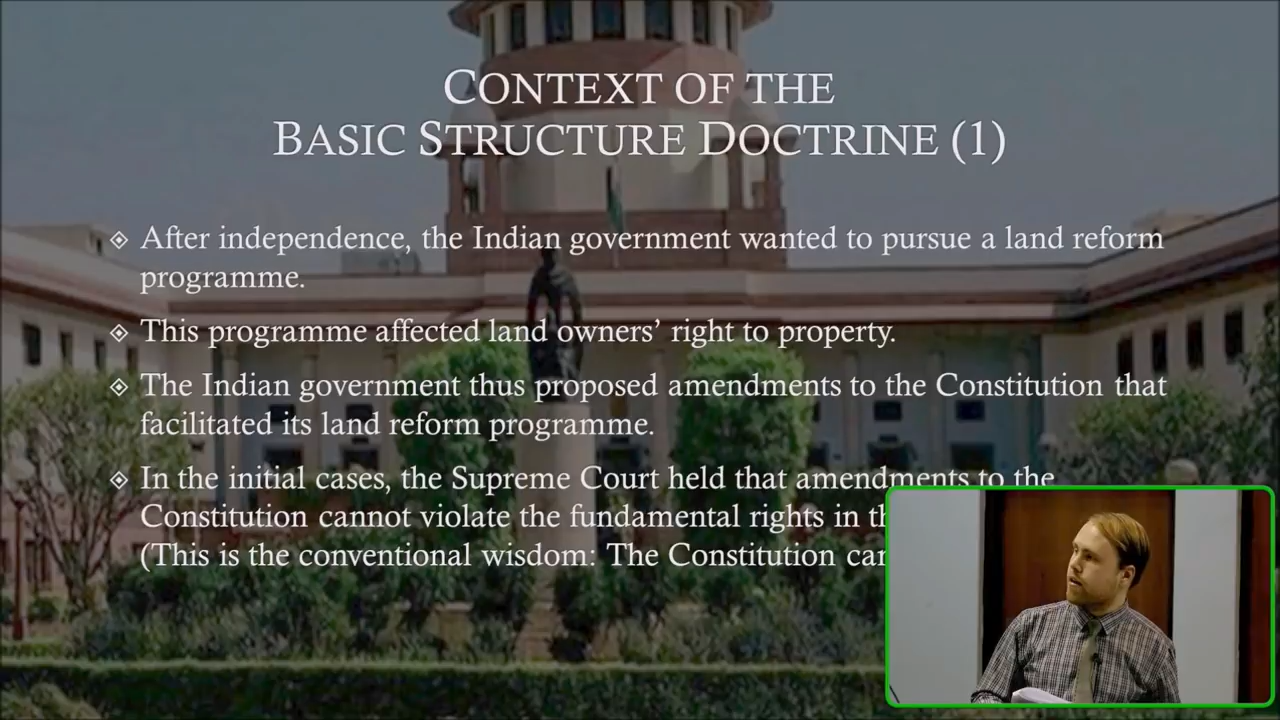 CONTEXT OF THE
BASIC STRUCTURE DOCTRINE (1)
After independence, the Indian government wanted to pursue a land reform
programme.
This programme affected land owners’ right to property.
The Indian government thus proposed amendments to the Constitution that
facilitated its land reform programme.
In the initial cases, the Supreme Court held that amendments to the
Constitution cannot violate the fundamental rights in
(This is the conventional wisdom: The Constitution